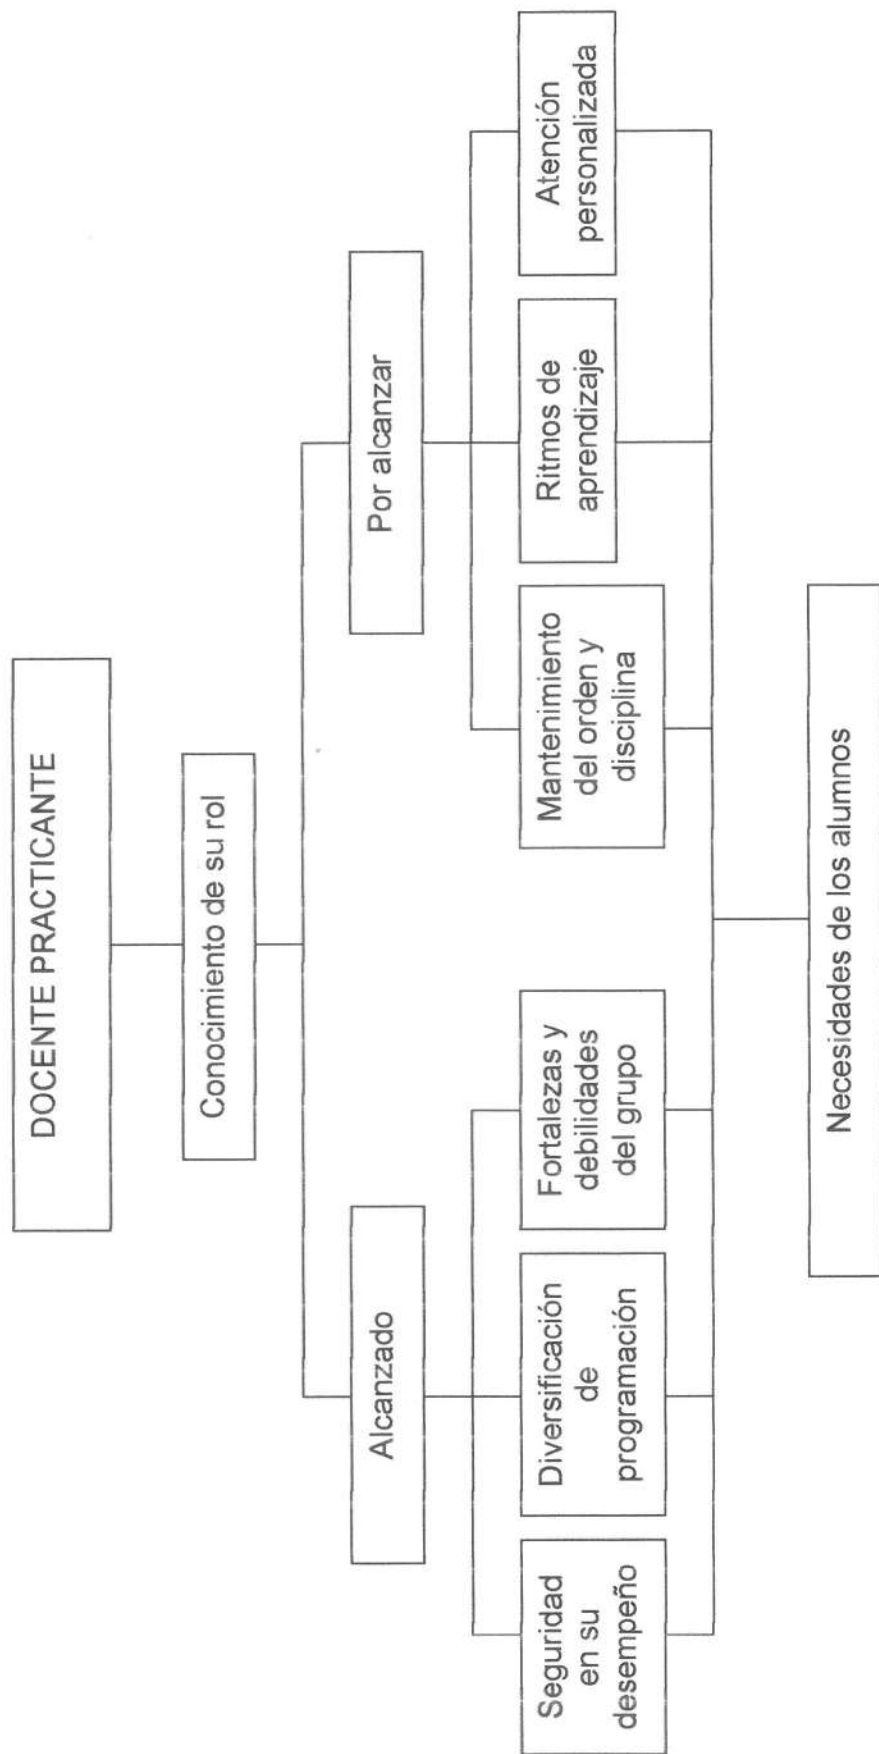 DOCENTE PRACTICANTE
Conocimiento de su rol
Alcanzado
Por alcanzar
Seguridad
en su
desempeño
Diversificación
de
programación
Fortalezas y
debilidades
del grupo
Mantenimiento
del orden y
disciplina
Ritmos de
aprendizaje
Atención
personalizada
Necesidades de los alumnos